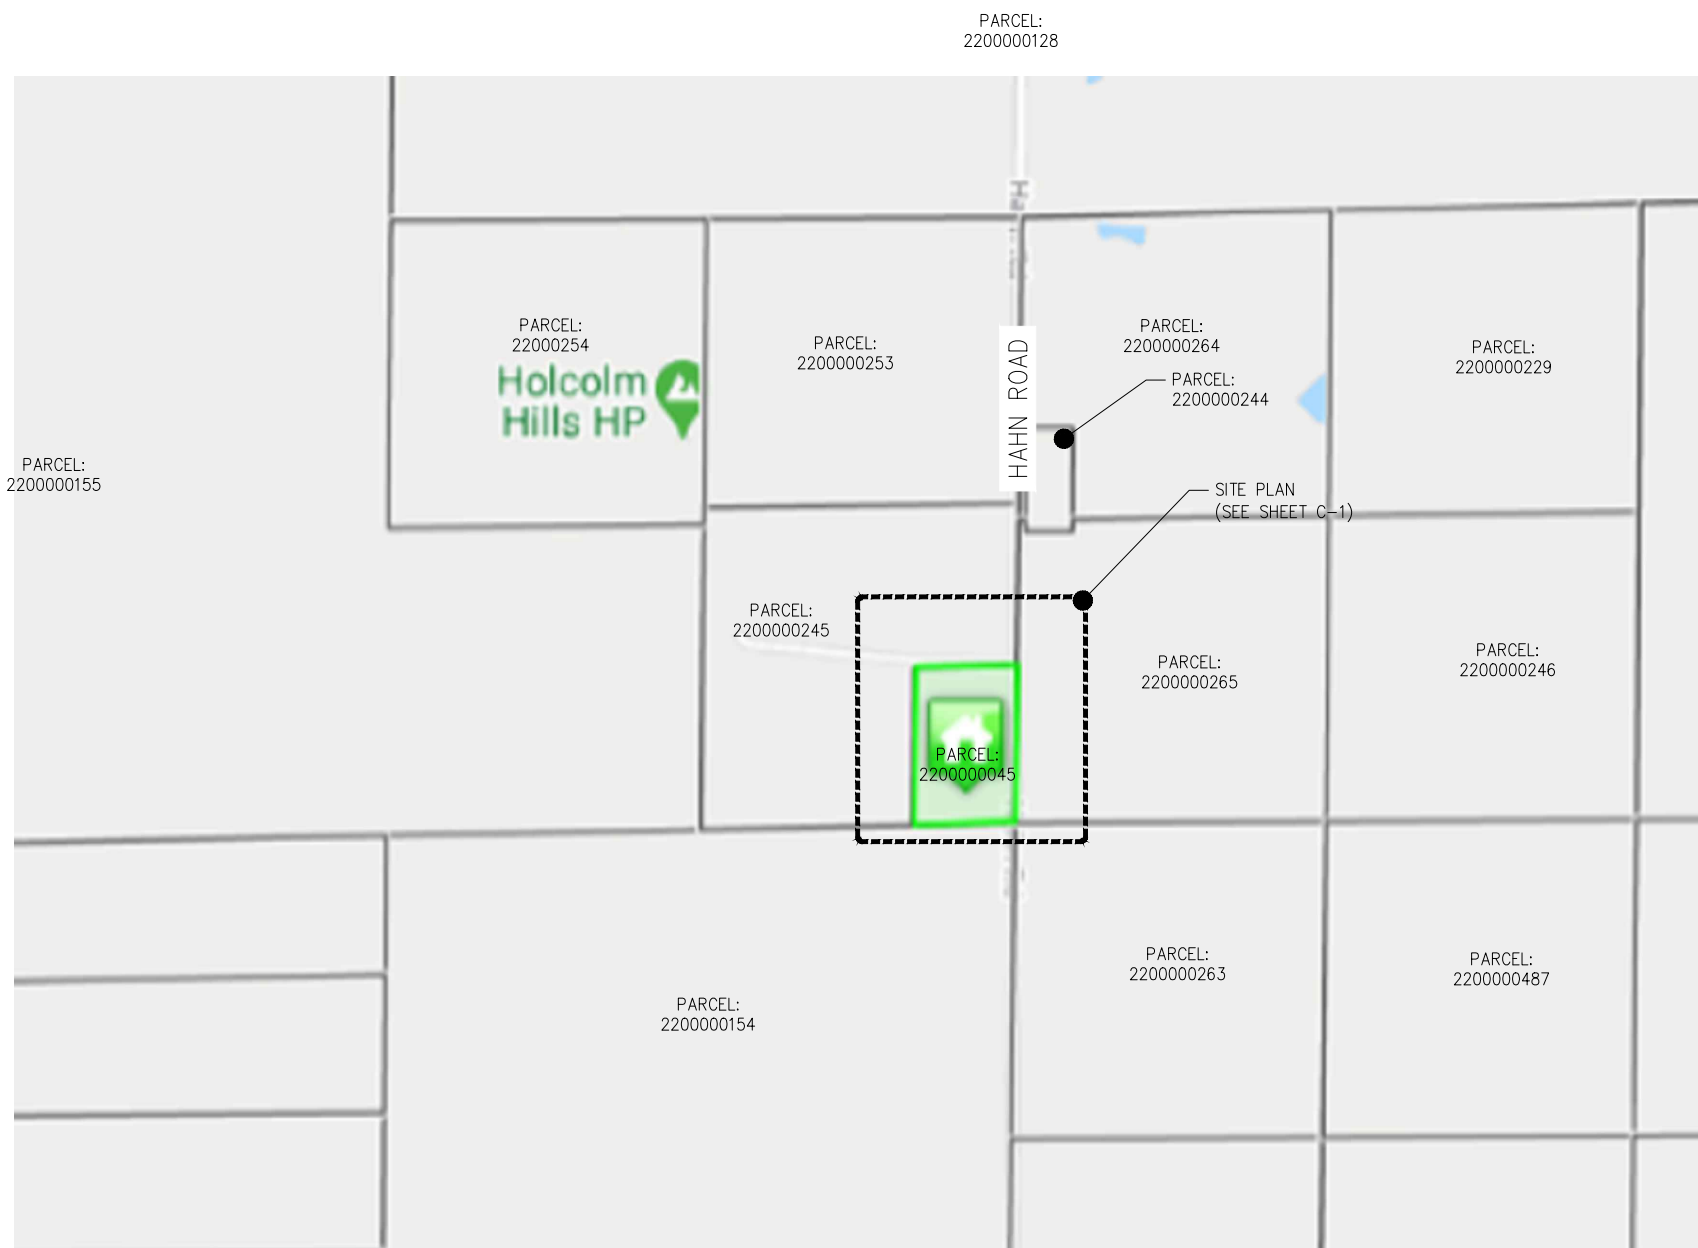 PARCEL:
2200000128
PARCEL:
22000254
Holcolm
Hills HP
PARCEL:
2200000253
HAHN ROAD
PARCEL:
2200000264
PARCEL:
2200000244
PARCEL:
2200000229
PARCEL:
2200000155
SITE PLAN
(SEE SHEET C-1)
PARCEL:
2200000245
PARCEL:
2200000265
PARCEL:
2200000246
PARCEL:
2200000045
PARCEL:
2200000263
PARCEL:
2200000487
PARCEL:
2200000154